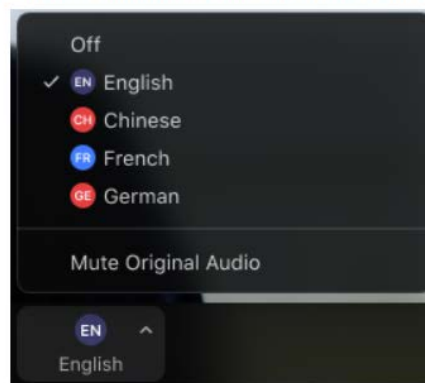 Off
EN English
CH Chinese
FR French
GE German
Mute Original Audio
EN
English